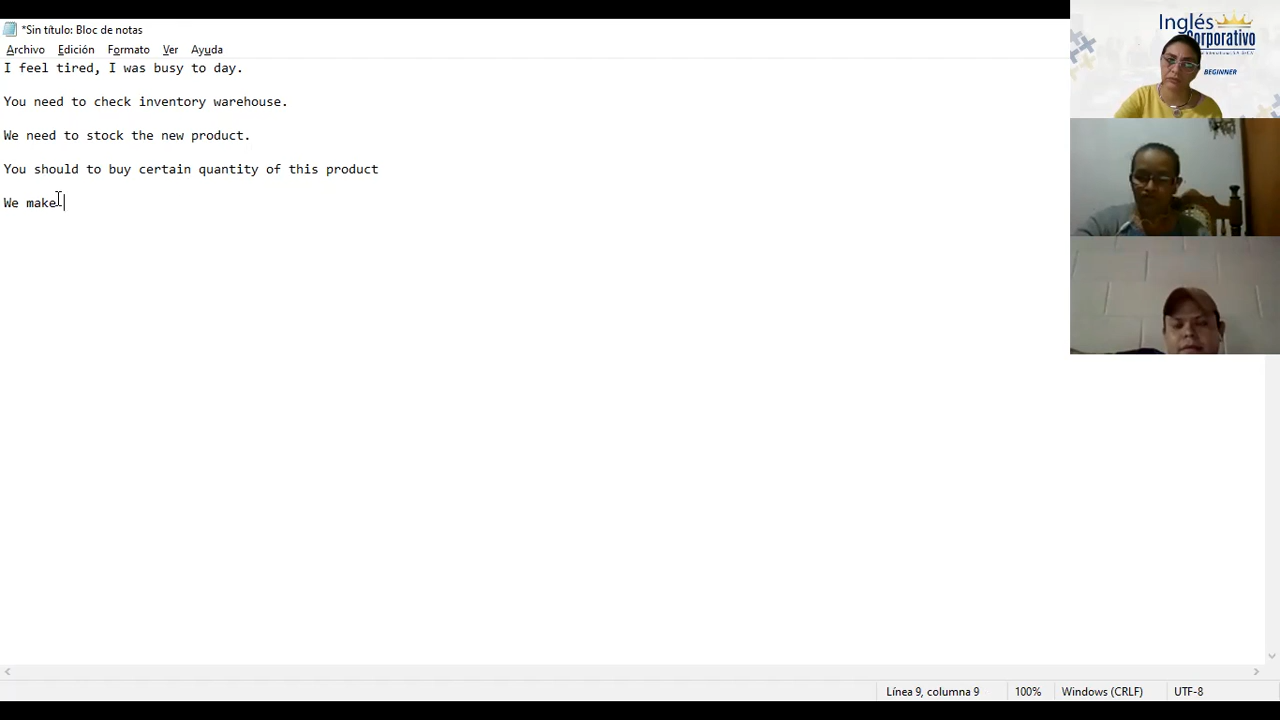 *Sin título: Bloc de notas
Archivo Edición Formato Ver Ayuda
I feel tired, I was busy to day.
You need to check inventory warehouse.
We need to stock the new product.
You should to buy certain quantity of this product
We make
Línea 9, columna 9 100% Windows (CRLF) UTF-8
Inglés
Corporativo
BEGINNER